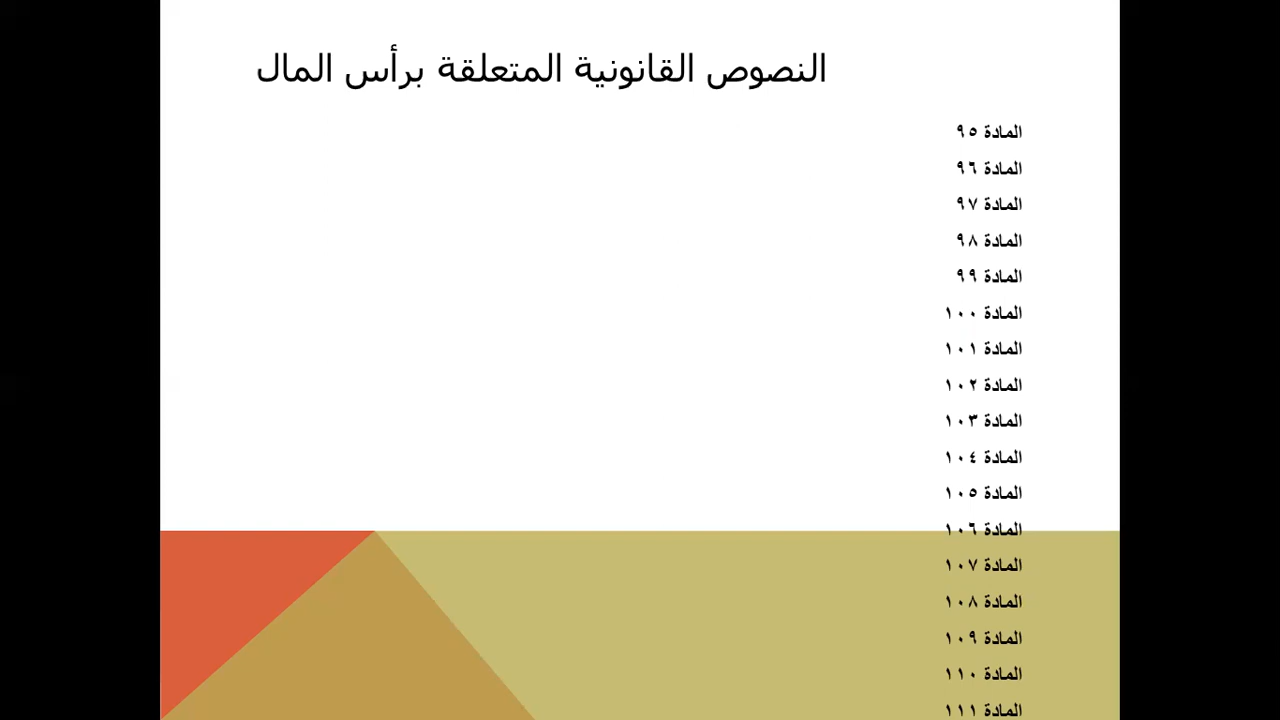 النصوص القانونية المتعلقة برأس المال
المادة ٩٥
المادة ٩٦
المادة ٩٧
المادة ٩٨
المادة ٩٩
المادة ١٠٠
المادة ١٠١
المادة ١٠٢
المادة ١٠٣
المادة ١٠٤
المادة ١٠٥
المادة ١٠٦
المادة ١٠٧
المادة ١٠٨
المادة ١٠٩
المادة ١١٠
المادة ١١١